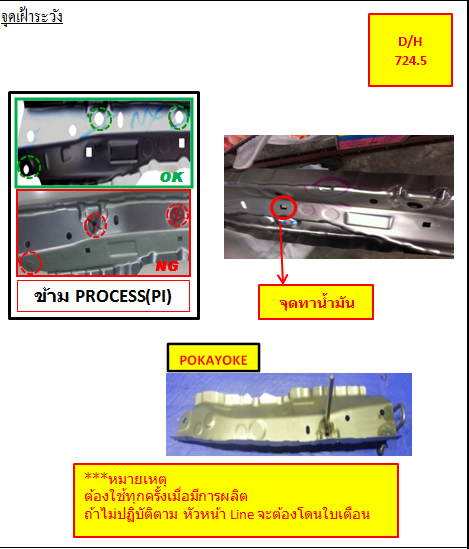 จุดเฝ้าระวัง
D/H
724.5
OK
NG
ข้าม PROCESS(PI)
จุดทาน้ำมัน
POKAYOKE
***หมายเหตุ
ต้องใช้ทุกครั้งเมื่อมีการผลิต
ถ้าไม่ปฏิบัติตาม หัวหน้า Line จะต้องโดนใบเตือน